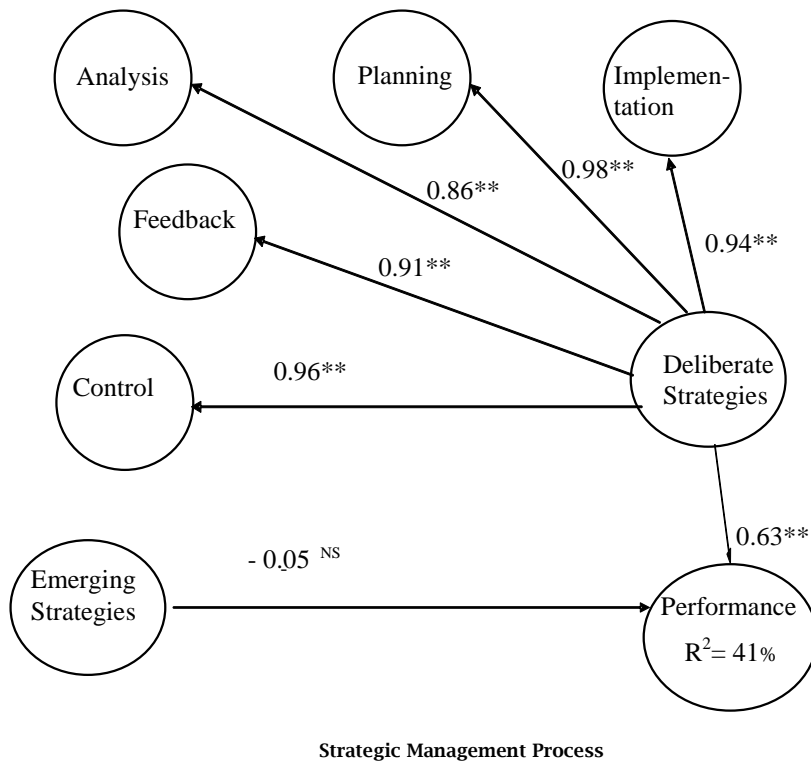 Analysis
Planning
Implemen-
tation
0.86**
0.98**
0.94**
Feedback
0.91**
Control
0.96**
Deliberate
Strategies
0.63**
Emerging
Strategies
- 0.05 NS
Performance
R²= 41%
Strategic Management Process